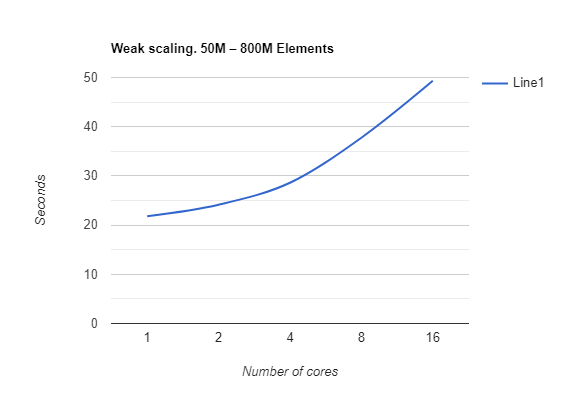 Weak scaling. 50M – 800M Elements
50
40
30
20
10
0
Seconds
1 2 4 8 16
Number of cores
Line1